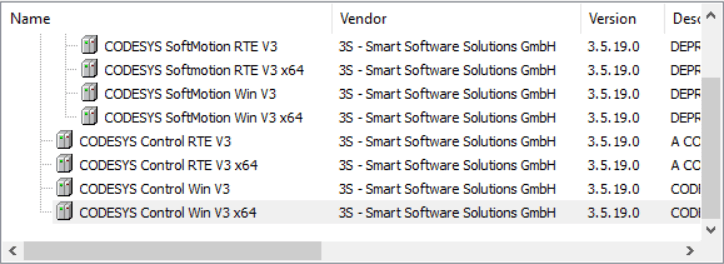 Name Vendor Version Desc
CODESYS SoftMotion RTE V3 3S - Smart Software Solutions GmbH 3.5.19.0 DEPR
CODESYS Softmotion RTE V3 x64 3S - Smart Software Solutions GmbH 3.5.19.0 DEPR
CODESYS SoftMotion Win V3 3S - Smart Software Solutions GmbH 3.5.19.0 DEPR
CODESYS SoftMotion Win V3 x64 3S - Smart Software Solutions GmbH 3.5.19.0 DEPR
CODESYS Control RTE V3 3S - Smart Software Solutions GmbH 3.5.19.0 A CO
CODESYS Control RTE V3 x64 3S - Smart Software Solutions GmbH 3.5.19.0 A CO
CODESYS Control Win V3 3S - Smart Software Solutions GmbH 3.5.19.0 CODI
CODESYS Control Win V3 x64 3S - Smart Software Solutions GmbH 3.5.19.0 CODI